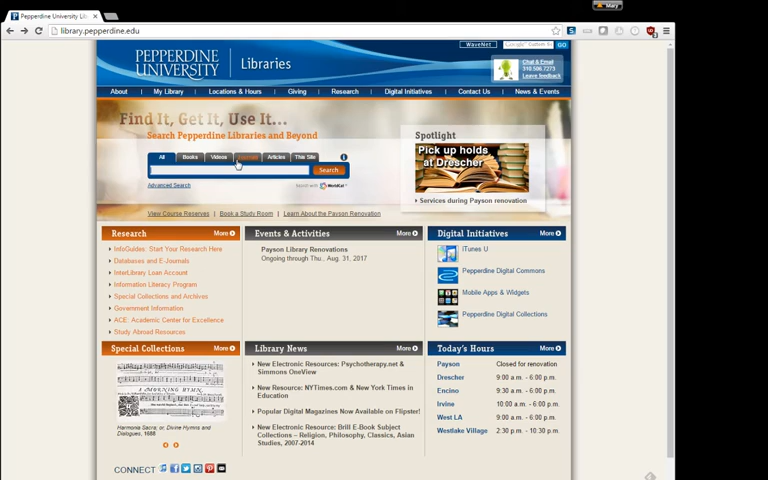 Mary
Pepperdine University Lib
library.pepperdine.edu
WaveNet
GO
PEPPERDINE
UNIVERSITY
Libraries
Chat & Email
310.506.7273
Leave feedback
About
My Library
Locations & Hours
Giving
Research
Digital Initiatives
Contact Us
News & Events
Find It, Get It, Use It...
Search Pepperdine Libraries and Beyond
All
Books
Videos
Articles
This Site
Search
Advanced Search
Search with WorldCat
View Course Reserves
Book a Study Room
Learn About the Payson Renovation
Spotlight
Pick up holds
at Drescher
Services during Payson renovation
Research
More
InfoGuides: Start Your Research Here
Databases and E-Journals
InterLibrary Loan Account
Information Literacy Program
Special Collections and Archives
Government Information
ACE: Academic Center for Excellence
Study Abroad Resources
Events & Activities
More
Payson Library Renovations
Ongoing through Thu., Aug. 31, 2017
Digital Initiatives
More
iTunes U
Pepperdine Digital Commons
Mobile Apps & Widgets
Pepperdine Digital Collections
Special Collections
More
A MORNING HYMN.
Harmonia Sacra; or, Divine Hymns and
Dialogues, 1688
Library News
More
New Electronic Resources: Psychotherapy.net &
Simmons OneView
New Resource: NYTimes.com & New York Times in
Education
Popular Digital Magazines Now Available on Flipster!
New Electronic Resource: Brill E-Book Subject
Collections – Religion, Philosophy, Classics, Asian
Studies, 2007-2014
Today's Hours
More
Payson Closed for renovation
Drescher 9:00 a.m. - 6:00 p.m.
Encino 9:30 a.m. - 6:00 p.m.
Irvine 10:00 a.m. - 6:00 p.m.
West LA 9:00 a.m. - 6:00 p.m.
Westlake Village 2:30 p.m. - 10:30 p.m.
CONNECT